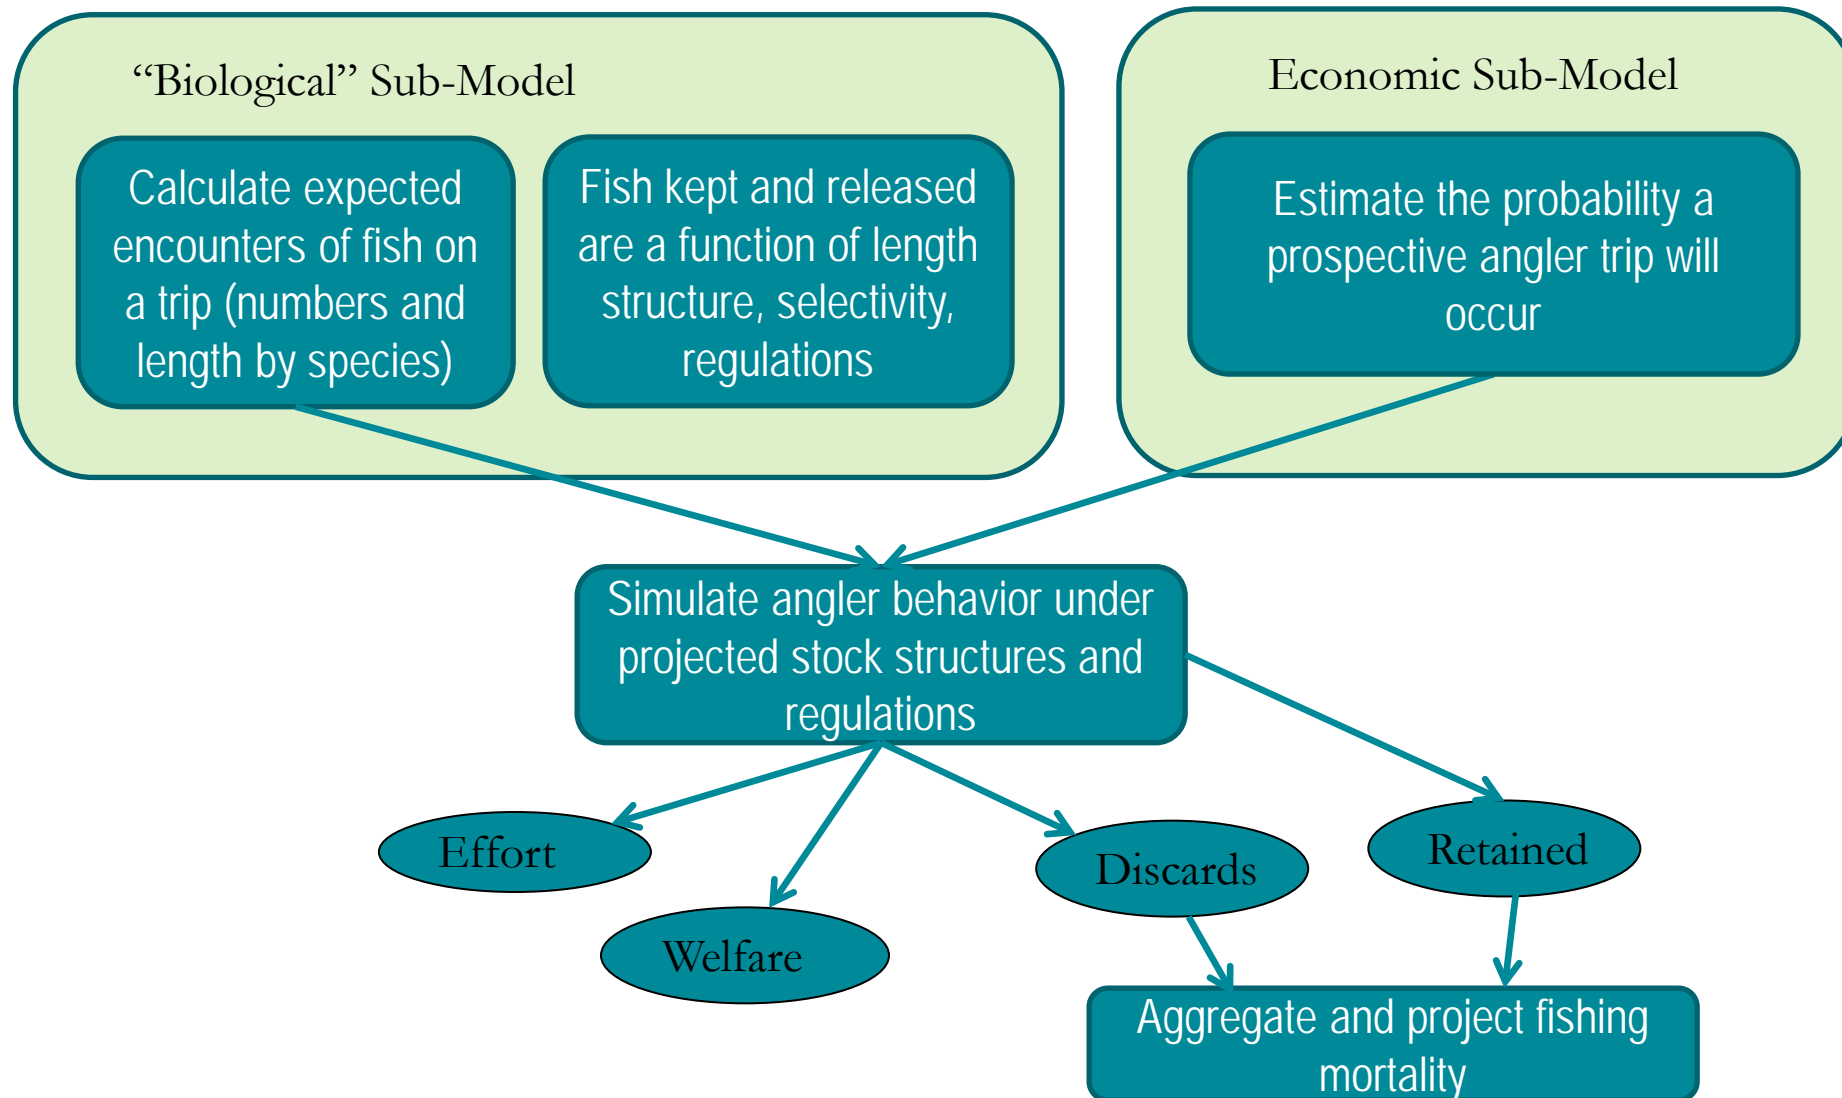 “Biological” Sub-Model
Calculate expected
encounters of fish on
a trip (numbers and
length by species)
Fish kept and released
are a function of length
structure, selectivity,
regulations
Economic Sub-Model
Estimate the probability a
prospective angler trip will
occur
Simulate angler behavior under
projected stock structures and
regulations
Effort
Welfare
Discards
Retained
Aggregate and project fishing
mortality